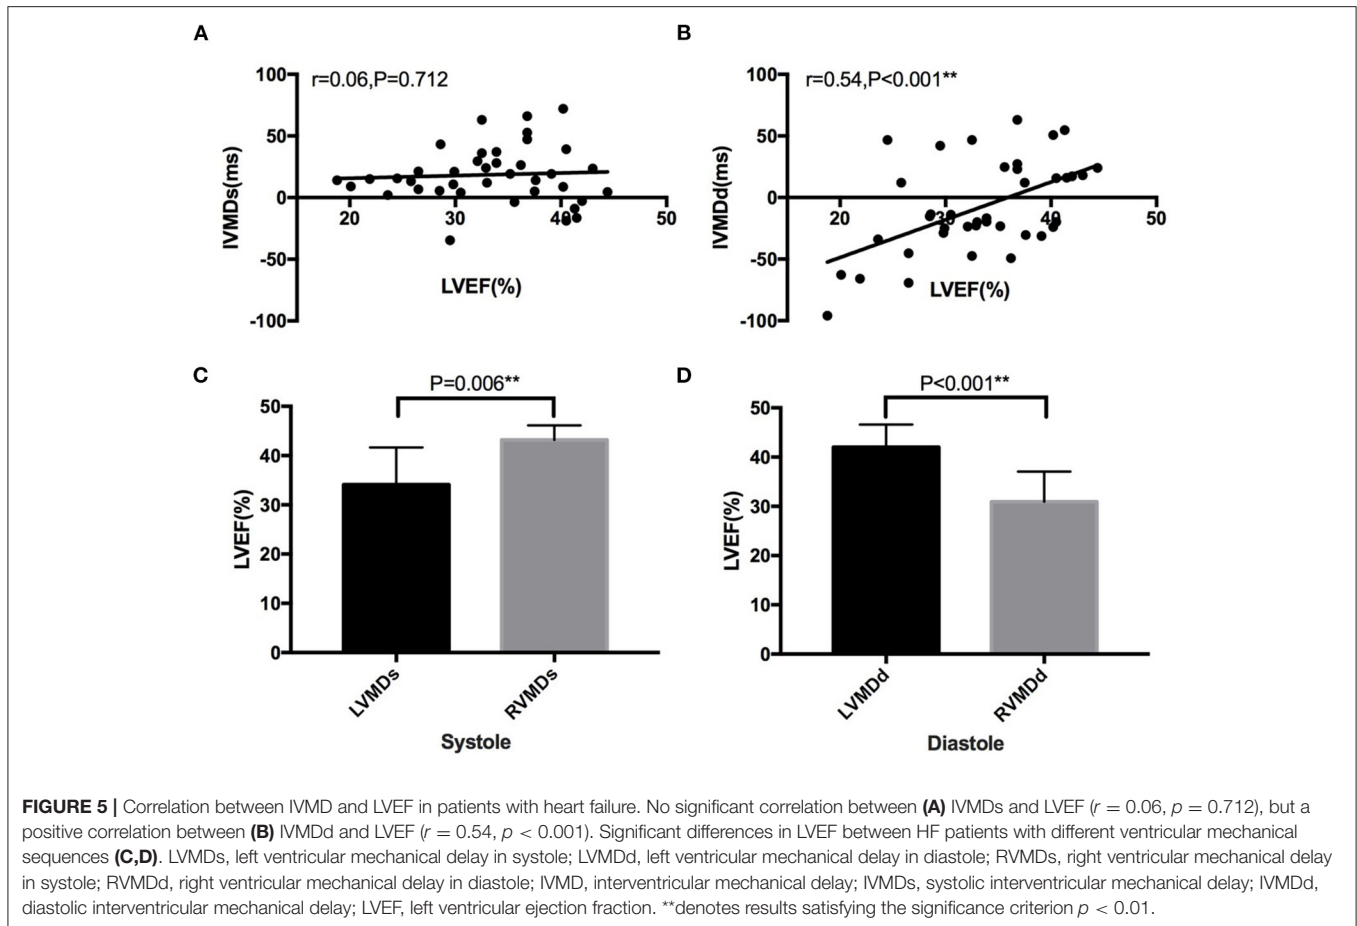 A
r=0.06,P=0.712
100
50
0
-50
-100
IVMDs(ms)
20
30
40
50
LVEF(%)
B
r=0.54,P<0.001**
100
50
0
-50
-100
IVMDd(ms)
20
30
40
50
LVEF(%)
C
P=0.006**
50
40
30
20
10
0
LVEF(%)
LVMDs
RVMDs
Systole
D
P<0.001**
50
40
30
20
10
0
LVEF(%)
LVMDd
RVMDd
Diastole
FIGURE 5 | Correlation between IVMD and LVEF in patients with heart failure. No significant correlation between (A) IVMDs and LVEF (r = 0.06, p = 0.712), but a
positive correlation between (B) IVMDd and LVEF (r = 0.54, p < 0.001). Significant differences in LVEF between HF patients with different ventricular mechanical
sequences (C,D). LVMDs, left ventricular mechanical delay in systole; LVMDd, left ventricular mechanical delay in diastole; RVMDs, right ventricular mechanical delay
in systole; RVMDd, right ventricular mechanical delay in diastole; IVMD, interventricular mechanical delay; IVMDs, systolic interventricular mechanical delay; IVMDd,
diastolic interventricular mechanical delay; LVEF, left ventricular ejection fraction. **denotes results satisfying the significance criterion p < 0.01.